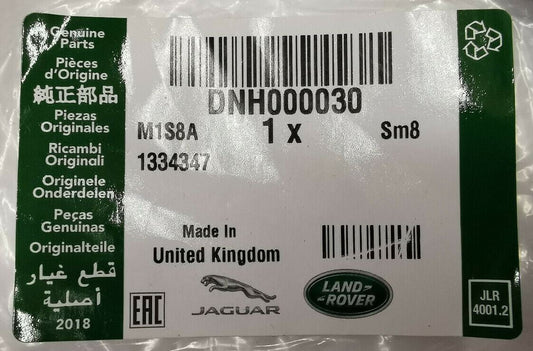 Genuine
Parts
Pièces
d'Origine
純正部品
Piezas
Originales
Ricambi
Originali
Originele
Onderdelen
Peças
Genuinas
Originalteile
قطع غيار
أصلية
2018
DNH000030
M1S8A 1 x Sm8
1334347
Made In
United Kingdom
EAC
JAGUAR
LAND-
-ROVER
JLR
4001.2